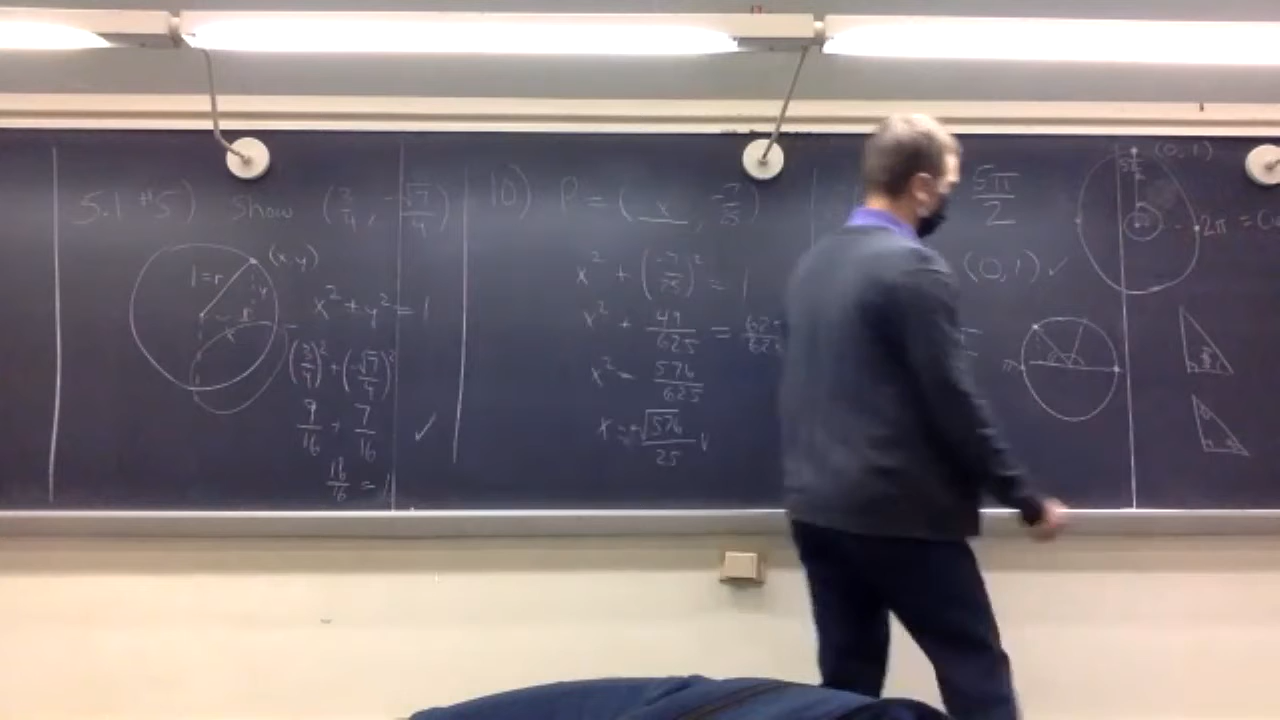 5.1 #5) Show (3/4, -√7/4)
(x,y)
1=r
y
x
x² + y² = 1
(3/4)² + (-√7/4)²
9/16 + 7/16 ✓
16/16 = 1
10) P = (x, -7/25)
x² + (-7/25)² = 1
x² + 49/625 = 625/625
x² = 576/625
x = -√576/25
5π/2
(0,1) ✓
π
(0,1)
5π/2
2π =